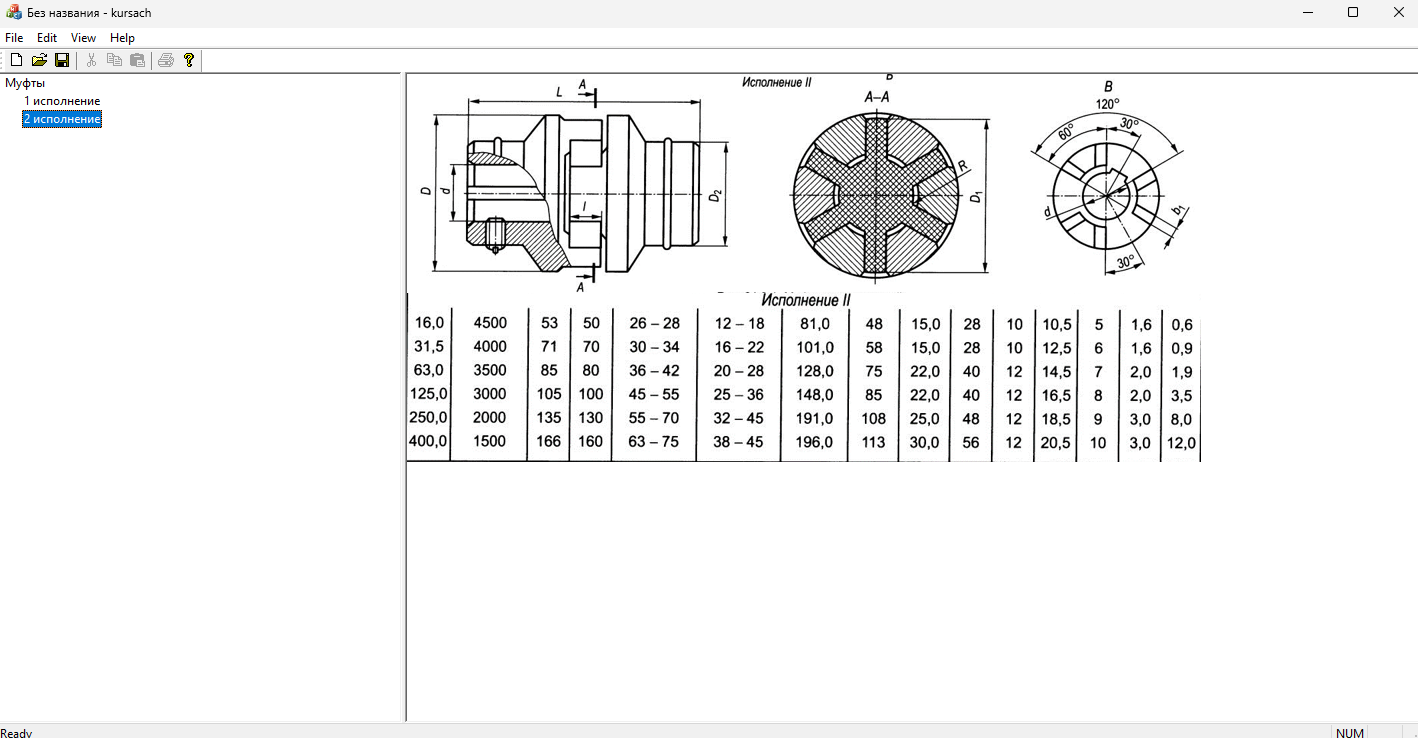 Без названия - kursach
File Edit View Help
Муфты
1 исполнение
2 исполнение
Исполнение II
L
A
D
d
l
D2
A
A–A
R
D1
B
120°
60°
30°
d
b1
30°
Исполнение II
16,0 4500 53 50 26 – 28 12 – 18 81,0 48 15,0 28 10 10,5 5 1,6 0,6
31,5 4000 71 70 30 – 34 16 – 22 101,0 58 15,0 28 10 12,5 6 1,6 0,9
63,0 3500 85 80 36 – 42 20 – 28 128,0 75 22,0 40 12 14,5 7 2,0 1,9
125,0 3000 105 100 45 – 55 25 – 36 148,0 85 22,0 40 12 16,5 8 2,0 3,5
250,0 2000 135 130 55 – 70 32 – 45 191,0 108 25,0 48 12 18,5 9 3,0 8,0
400,0 1500 166 160 63 – 75 38 – 45 196,0 113 30,0 56 12 20,5 10 3,0 12,0
Ready NUM